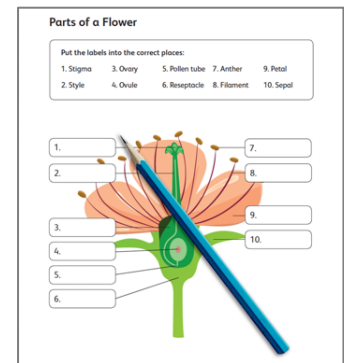 Parts of a Flower
Put the labels into the correct places:
1. Stigma 3. Ovary 5. Pollen tube 7. Anther 9. Petal
2. Style 4. Ovule 6. Reseptacle 8. Filament 10. Sepal
1. 7.
2. 8.
9.
3.
10.
4.
5.
6.